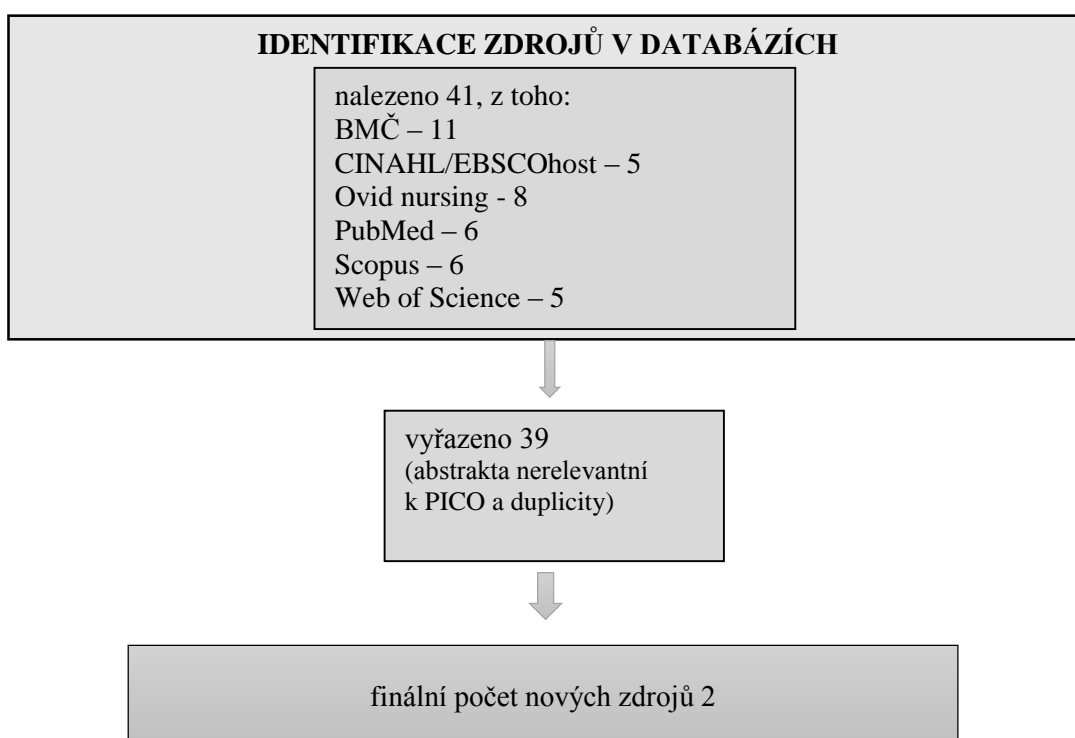 IDENTIFIKACE ZDROJŮ V DATABÁZÍCH
nalezeno 41, z toho:
BMČ – 11
CINAHL/EBSCOhost – 5
Ovid nursing - 8
PubMed – 6
Scopus – 6
Web of Science – 5
vyřazeno 39
(abstrakta nerelevantní
k PICO a duplicity)
finální počet nových zdrojů 2